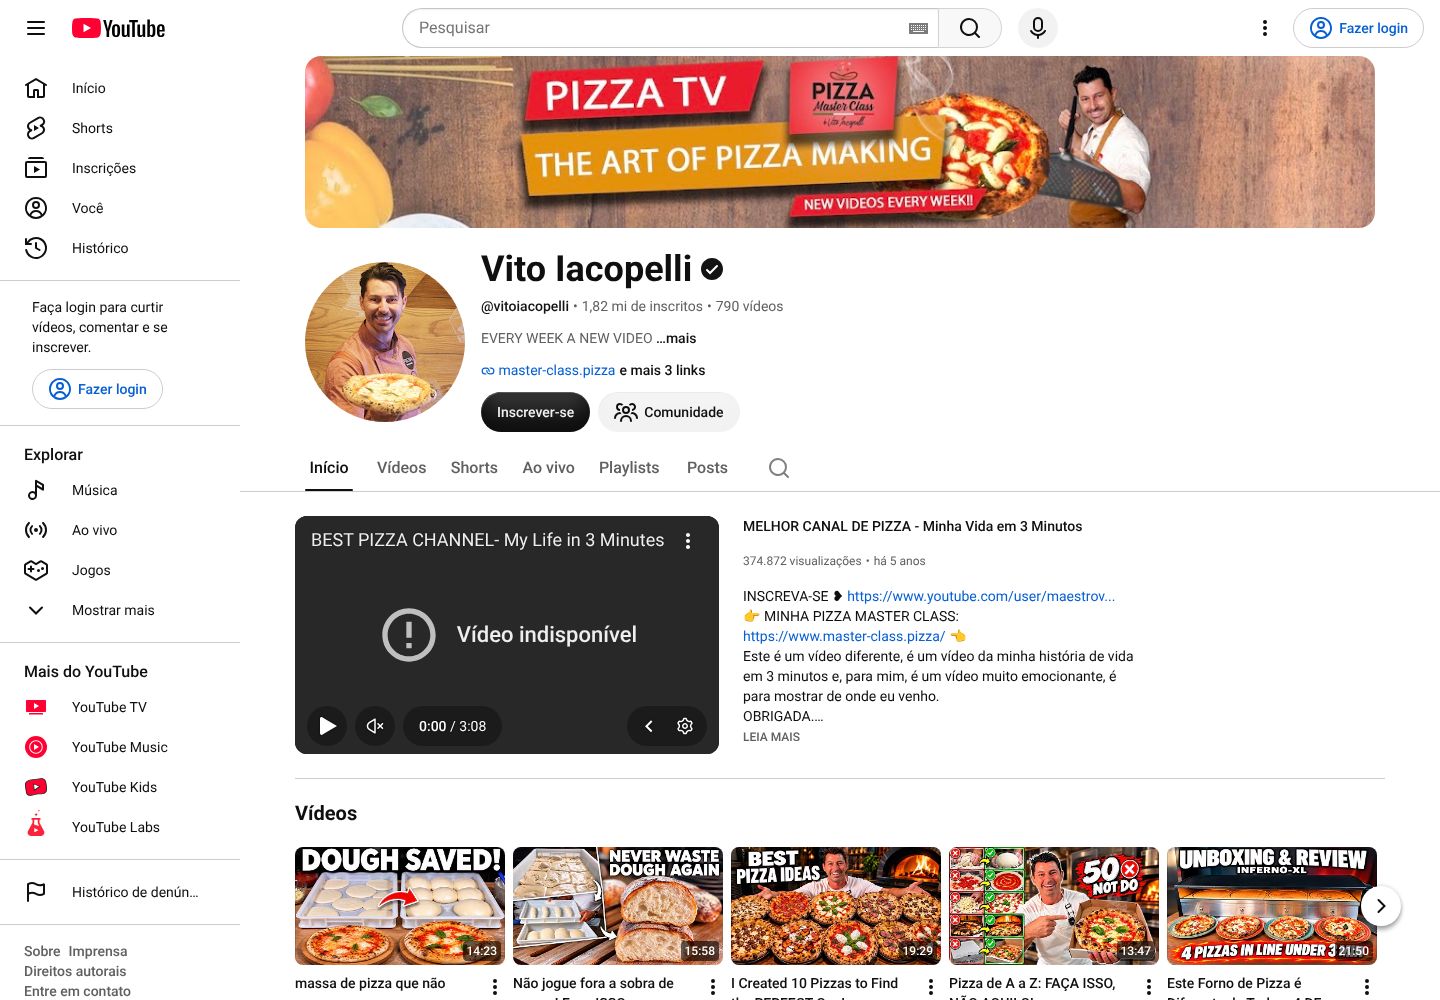 YouTube
Pesquisar
Fazer login
Início
Shorts
Inscrições
Você
Histórico
Faça login para curtir
vídeos, comentar e se
inscrever.
Fazer login
Explorar
Música
Ao vivo
Jogos
Mostrar mais
Mais do YouTube
YouTube TV
YouTube Music
YouTube Kids
YouTube Labs
Histórico de denún...
Sobre Imprensa
Direitos autorais
Entre em contato
PIZZA TV
PIZZA
Master Class
THE ART OF PIZZA MAKING
NEW VIDEOS EVERY WEEK!!
Vito Iacopelli
@vitoiacopelli • 1,82 mi de inscritos • 790 vídeos
EVERY WEEK A NEW VIDEO ...mais
master-class.pizza e mais 3 links
Inscrever-se
Comunidade
Início Vídeos Shorts Ao vivo Playlists Posts
BEST PIZZA CHANNEL- My Life in 3 Minutes
Vídeo indisponível
0:00 / 3:08
MELHOR CANAL DE PIZZA - Minha Vida em 3 Minutos
374.872 visualizações • há 5 anos
INSCREVA-SE ❥ https://www.youtube.com/user/maestrov...
👉 MINHA PIZZA MASTER CLASS:
https://www.master-class.pizza/ 👈
Este é um vídeo diferente, é um vídeo da minha história de vida
em 3 minutos e, para mim, é um vídeo muito emocionante, é
para mostrar de onde eu venho.
OBRIGADA....
LEIA MAIS
Vídeos
DOUGH SAVED!
14:23
massa de pizza que não
NEVER WASTE
DOUGH AGAIN
15:58
Não jogue fora a sobra de
BEST
PIZZA IDEAS
19:29
I Created 10 Pizzas to Find
50
NOT DO
13:47
Pizza de A a Z: FAÇA ISSO,
UNBOXING & REVIEW
INFERNO-XL
4 PIZZAS IN LINE UNDER 3
21:50
Este Forno de Pizza é